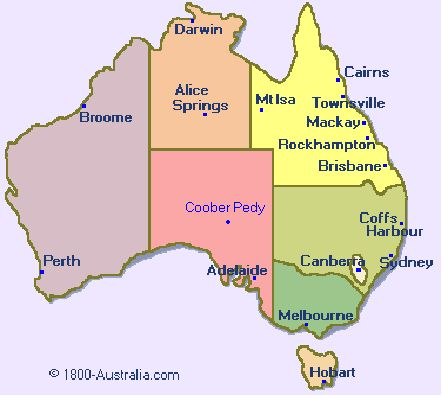 Darwin
Cairns
Alice
Springs
Mt Isa
Townsville
Broome
Mackay
Rockhampton
Brisbane
Coober Pedy
Coffs
Harbour
Perth
Adelaide
Canberra
Sydney
Melbourne
Hobart
© 1800-Australia.com